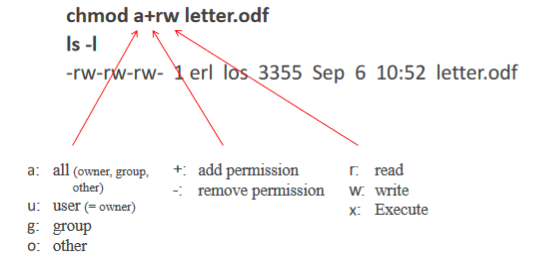 chmod a+rw letter.odf
ls -l
-rw-rw-rw- 1 erl los 3355 Sep 6 10:52 letter.odf
a: all (owner, group,
other)
u: user (= owner)
g: group
o: other
+: add permission
-: remove permission
r: read
w: write
x: Execute